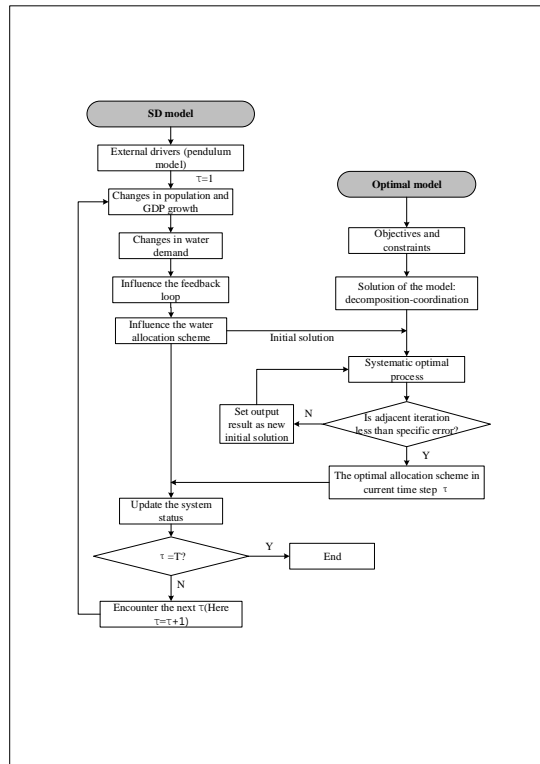 SD model
External drivers (pendulum
model)
τ=1
Changes in population and
GDP growth
Changes in water
demand
Influence the feedback
loop
Influence the water
allocation scheme
Initial solution
Optimal model
Objectives and
constraints
Solution of the model:
decomposition-coordination
Systematic optimal
process
Is adjacent iteration
less than specific error?
N
Set output
result as new
initial solution
Y
The optimal allocation scheme in
current time step τ
Update the system
status
τ =T?
Y
End
N
Encounter the next τ(Here
τ=τ+1)